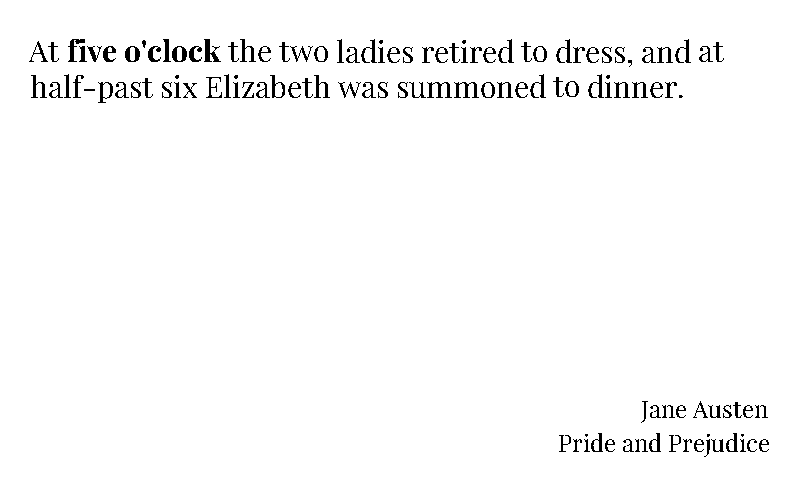 At five o'clock the two ladies retired to dress, and at
half-past six Elizabeth was summoned to dinner.
Jane Austen
Pride and Prejudice